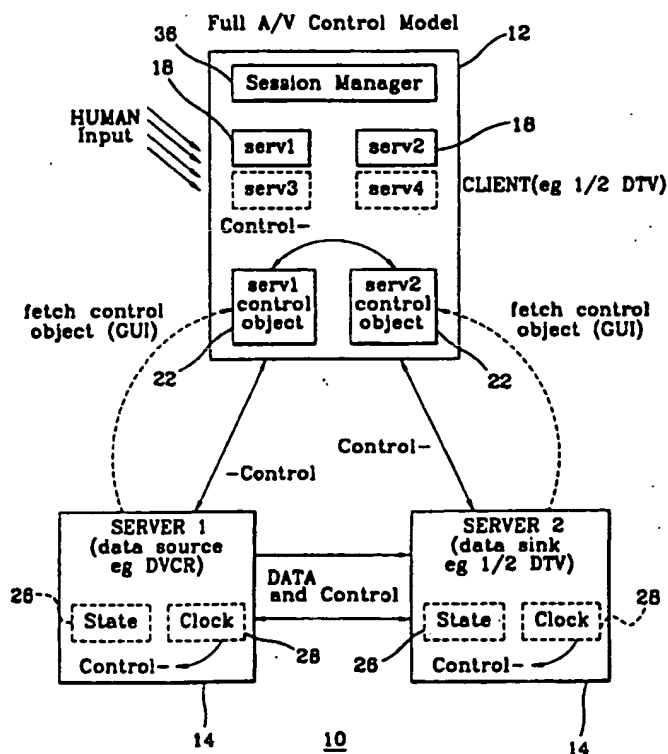 Full A/V Control Model
36
12
Session Manager
18
18
HUMAN
Input
serv1
serv2
serv3
serv4
CLIENT(eg 1/2 DTV)
Control-
serv1
control
object
serv2
control
object
fetch control
object (GUI)
fetch control
object (GUI)
22
22
-Control
Control-
SERVER 1
(data source
eg DVCR)
SERVER 2
(data sink
eg 1/2 DTV)
DATA
and Control
26
State
Clock
28
Control-
26
State
Clock
28
Control-
14
10
14